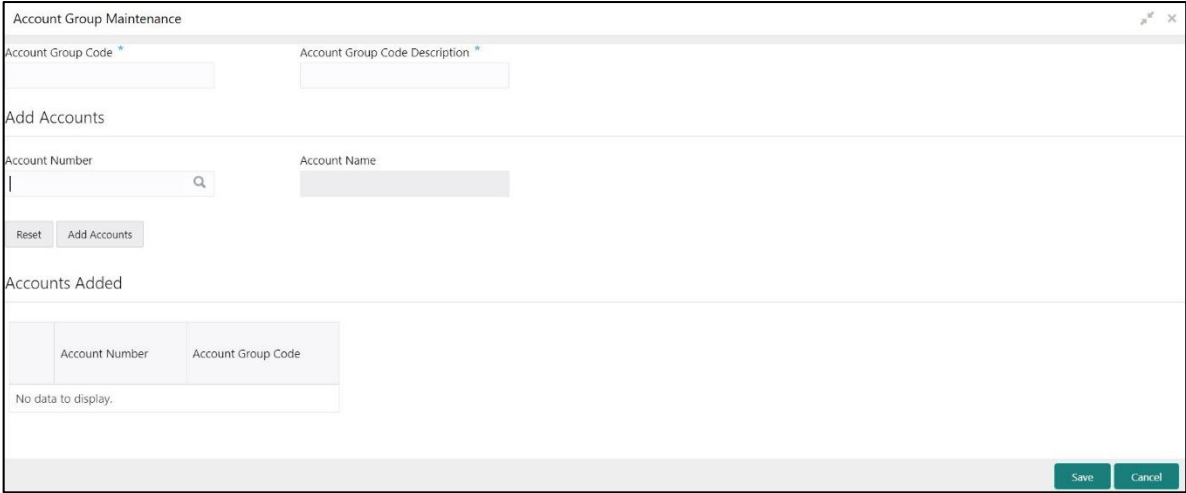 Account Group Maintenance
Account Group Code * Account Group Code Description *
Add Accounts
Account Number Account Name
Reset Add Accounts
Accounts Added
Account Number Account Group Code
No data to display.
Save Cancel